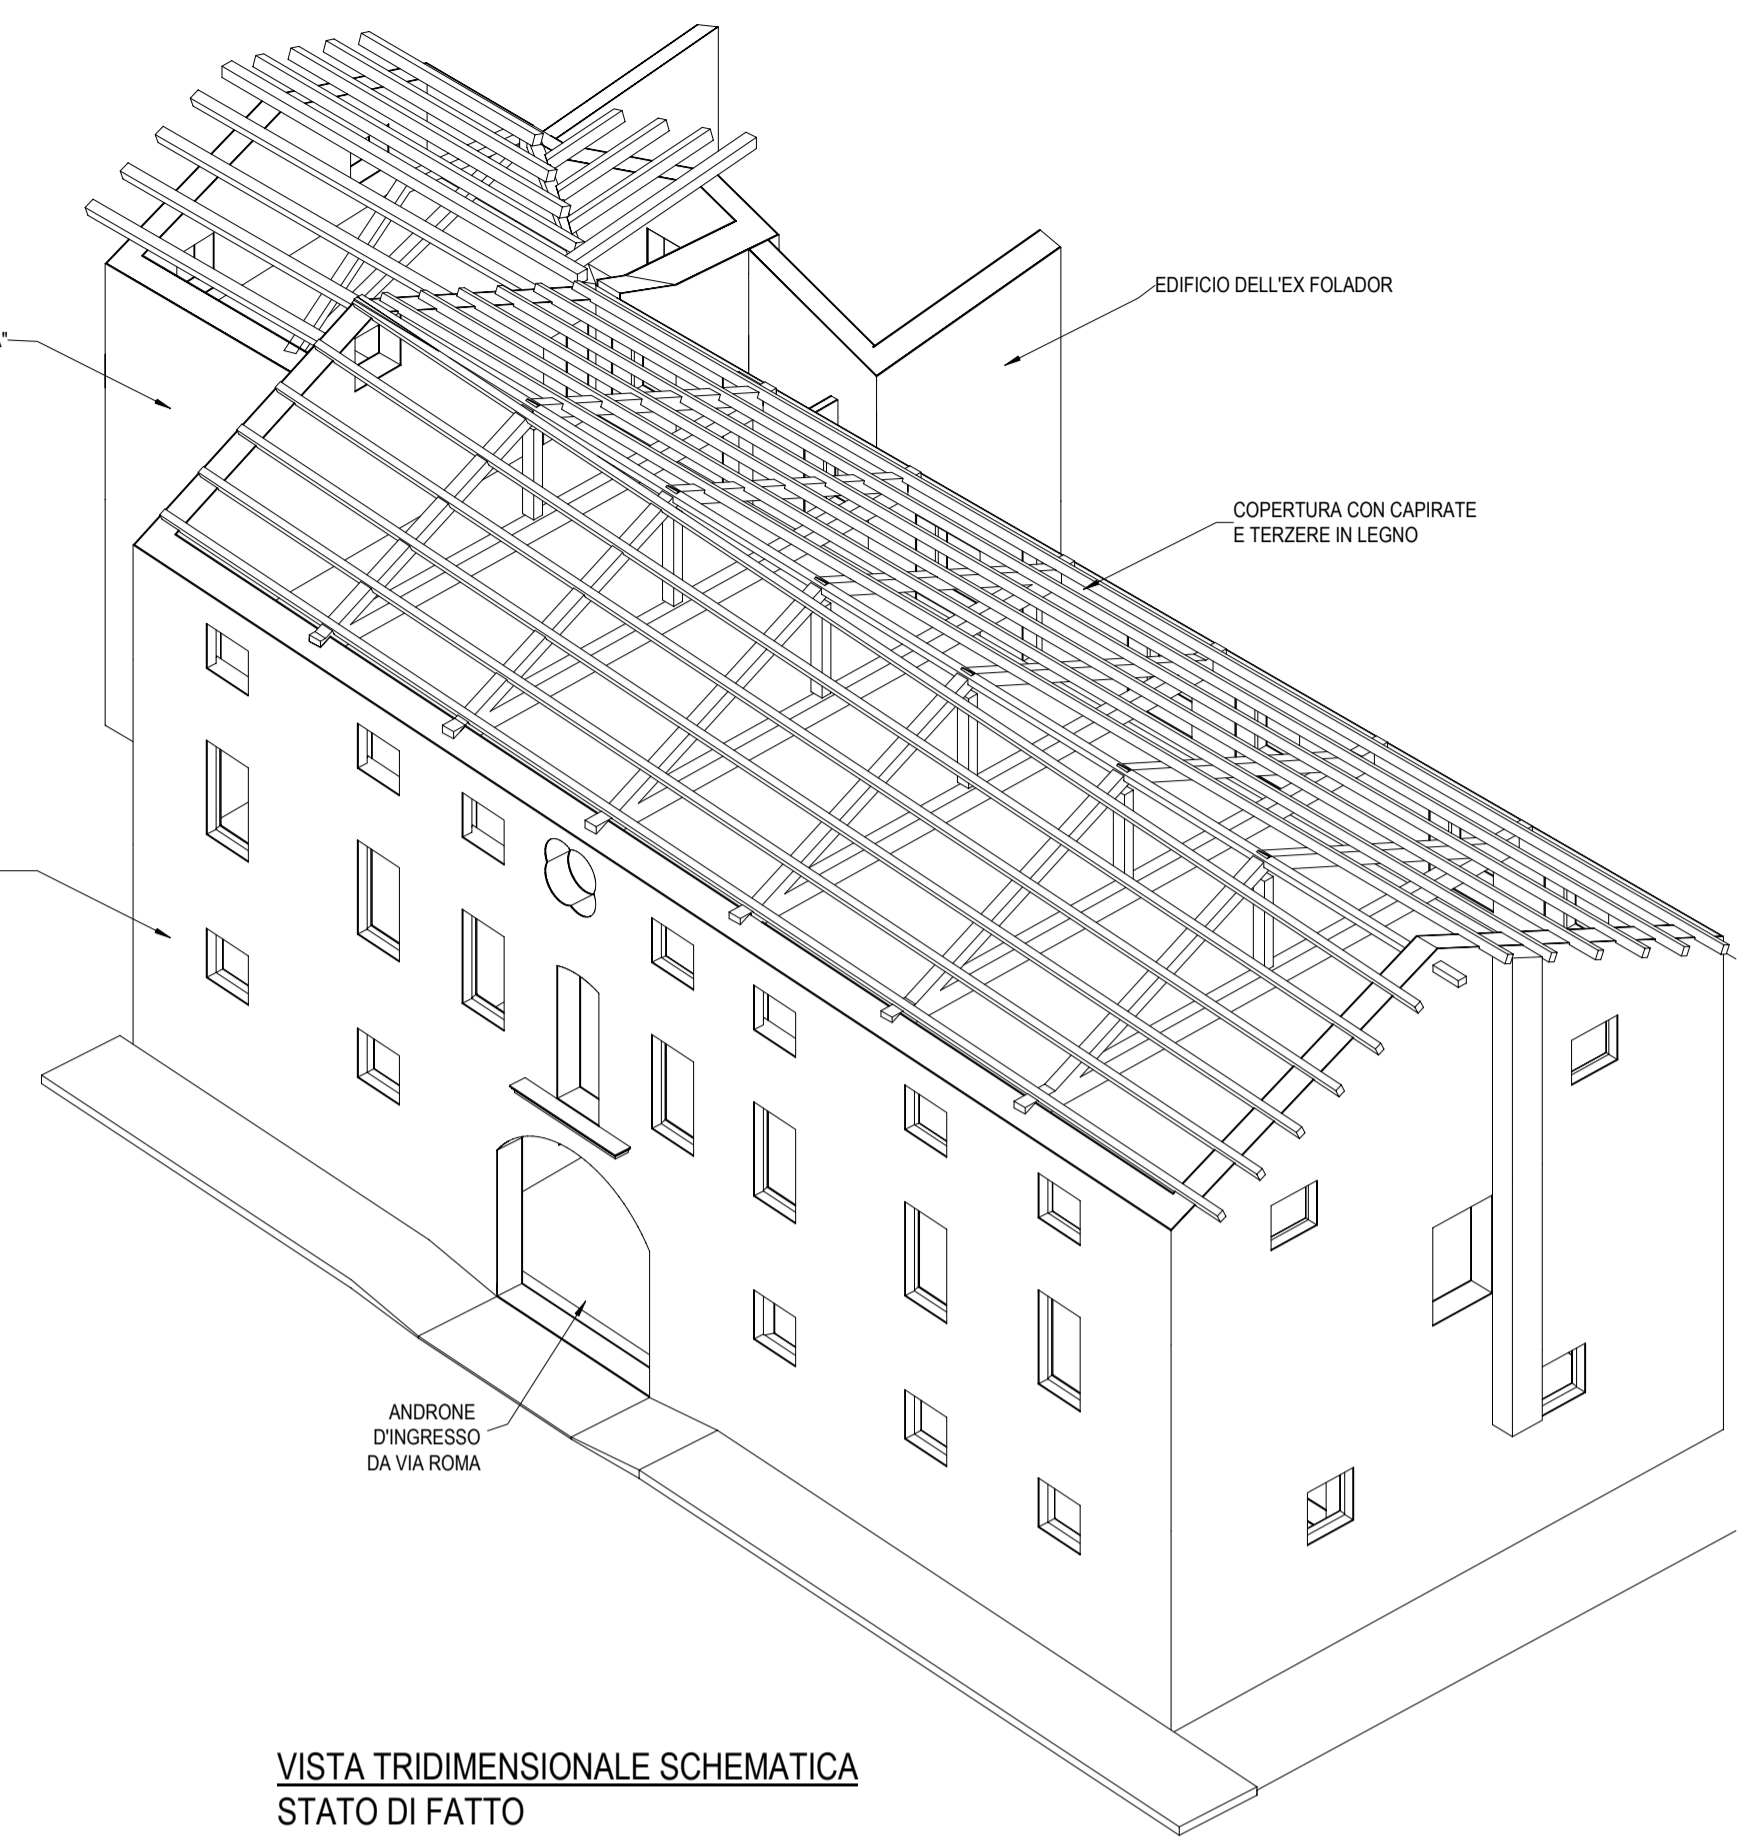 EDIFICIO DELL'EX FOLADOR
COPERTURA CON CAPIRATE
E TERZERE IN LEGNO
ANDRONE
D'INGRESSO
DA VIA ROMA
VISTA TRIDIMENSIONALE SCHEMATICA
STATO DI FATTO